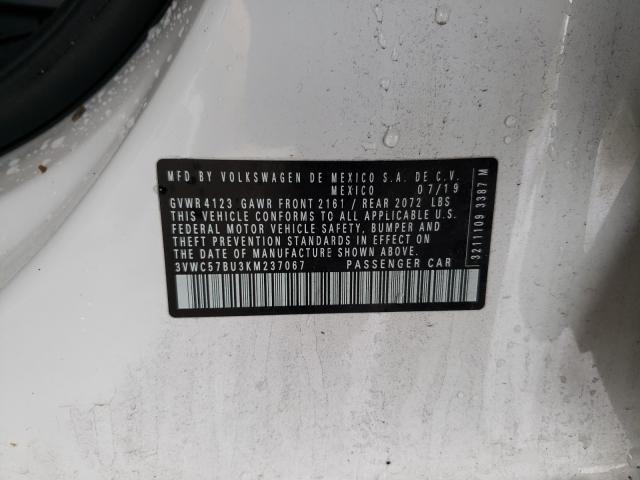 MFD BY VOLKSWAGEN DE MEXICO S.A. DE C.V.
MEXICO 07/19
GVWR 4123 GAWR FRONT 2161 / REAR 2072 LBS
THIS VEHICLE CONFORMS TO ALL APPLICABLE U.S.
FEDERAL MOTOR VEHICLE SAFETY, BUMPER AND
THEFT PREVENTION STANDARDS IN EFFECT ON
THE DATE OF MANUFACTURE SHOWN ABOVE.
3VWC57BU3KM237067 PASSENGER CAR
3211109 3387 M